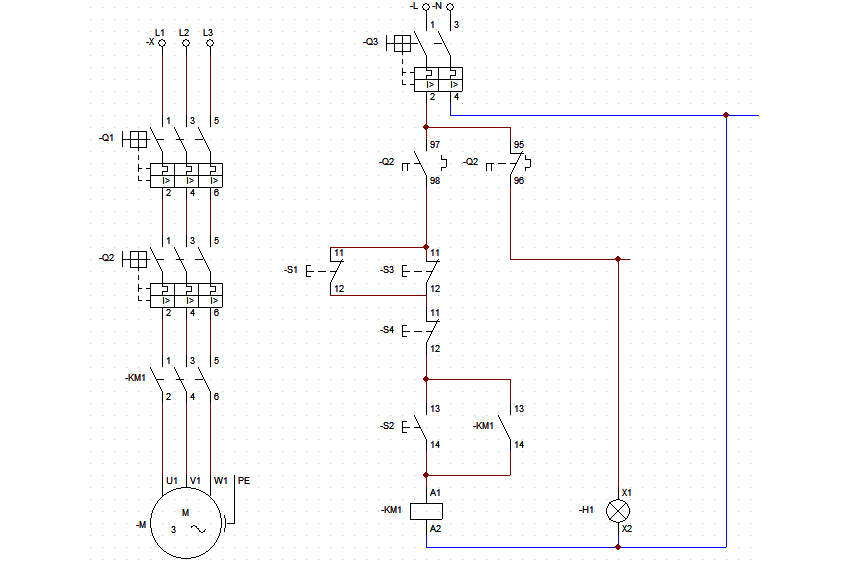 L1 L2 L3
-X
1 3 5
-Q1
I> I> I>
2 4 6
1 3 5
-Q2
I> I> I>
2 4 6
1 3 5
-KM1
2 4 6
U1 V1 W1 PE
M
-M
3
-L -N
1 3
-Q3
I> I>
2 4
97 95
-Q2 -Q2
98 96
11 11
-S1 -S3
12 12
11
-S4
12
13 13
-S2 -KM1
14 14
A1 X1
-KM1 -H1
A2 X2